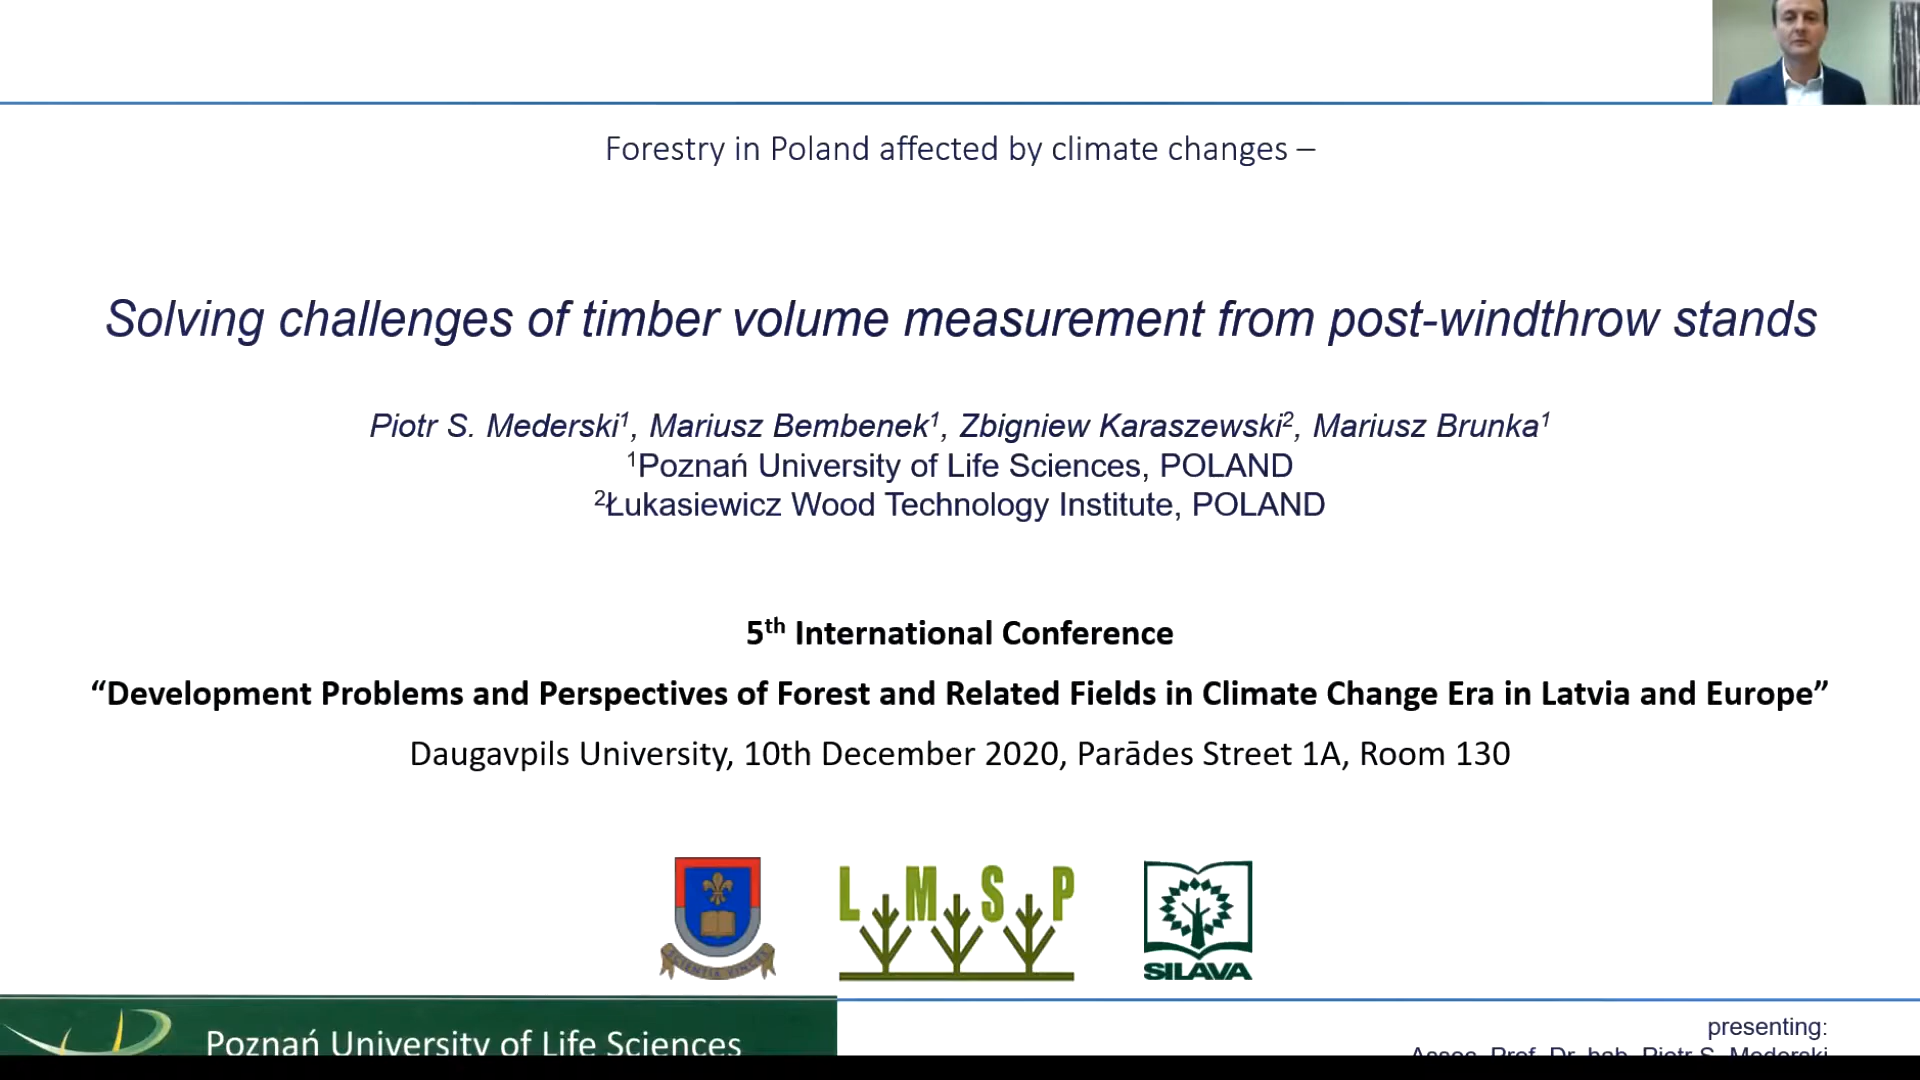 Forestry in Poland affected by climate changes –
Solving challenges of timber volume measurement from post-windthrow stands
Piotr S. Mederski¹, Mariusz Bembenek¹, Zbigniew Karaszewski², Mariusz Brunka¹
¹Poznań University of Life Sciences, POLAND
²Łukasiewicz Wood Technology Institute, POLAND
5th International Conference
“Development Problems and Perspectives of Forest and Related Fields in Climate Change Era in Latvia and Europe”
Daugavpils University, 10th December 2020, Parādes Street 1A, Room 130
SCIENTIA VINCES
L M S P
SILAVA
Poznań University of Life Sciences
presenting:
Assoc. Prof. Dr. hab. Piotr S. Mederski